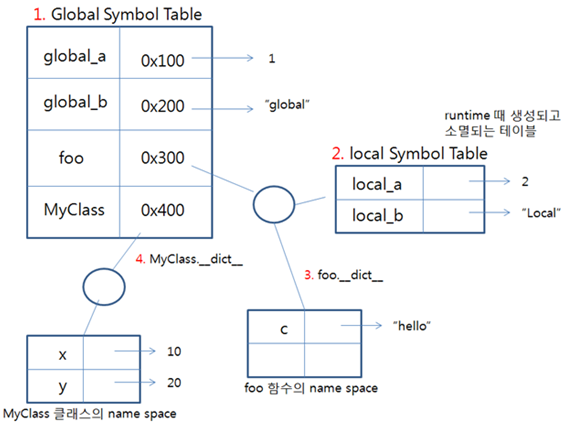 1. Global Symbol Table
global_a 0x100 1
global_b 0x200 "global"
foo 0x300
MyClass 0x400
runtime 때 생성되고
소멸되는 테이블
2. local Symbol Table
local_a 2
local_b "Local"
4. MyClass.__dict__
3. foo.__dict__
x 10
y 20
MyClass 클래스의 name space
c "hello"
foo 함수의 name space